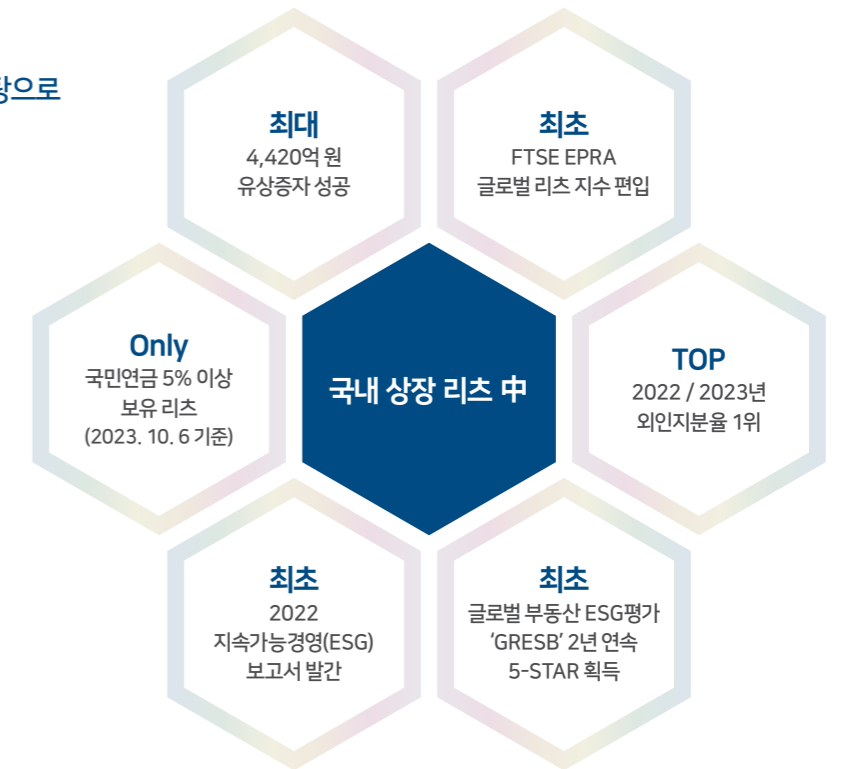 탕으로
최대
4,420억 원
유상증자 성공
최초
FTSE EPRA
글로벌 리츠 지수 편입
Only
국민연금 5% 이상
보유 리츠
(2023. 10. 6 기준)
국내 상장 리츠 中
TOP
2022 / 2023년
외인지분율 1위
최초
2022
지속가능경영(ESG)
보고서 발간
최초
글로벌 부동산 ESG평가
‘GRESB’ 2년 연속
5-STAR 획득